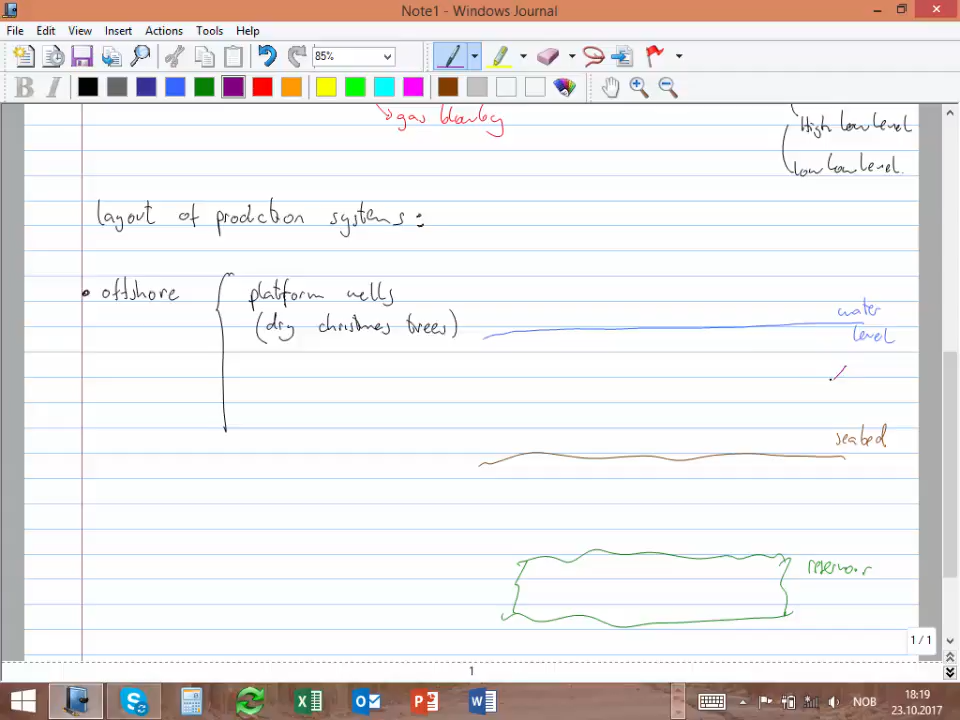 Note1 - Windows Journal
File Edit View Insert Actions Tools Help
85%
B I
gas blowby
High low level
low low level.
layout of production systems:
• offshore
platform wells
(dry christmes trees)
water
level
seabed
reservoir
1 / 1
1
NOB
18:19
23.10.2017